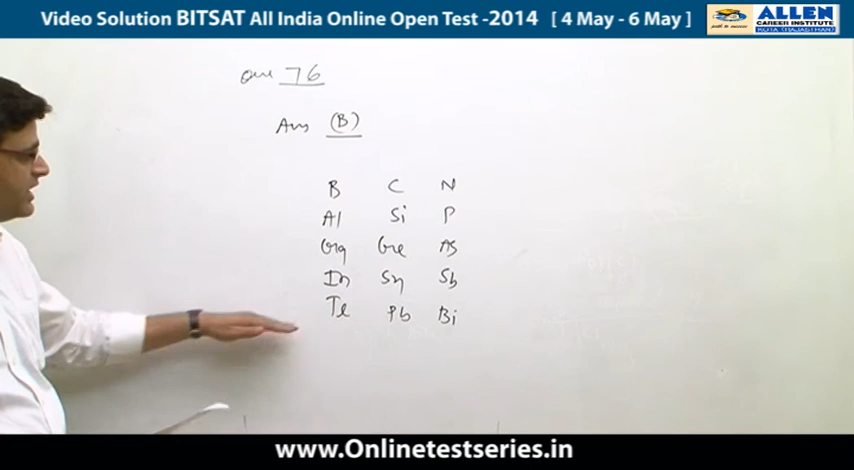 Video Solution BITSAT All India Online Open Test -2014 [ 4 May - 6 May ]
ALLEN
CAREER INSTITUTE
KOTA (RAJASTHAN)
Que 76
Ans (B)
B C N
Al Si P
Ga Ge As
In Sn Sb
Te Pb Bi
www.Onlinetestseries.in